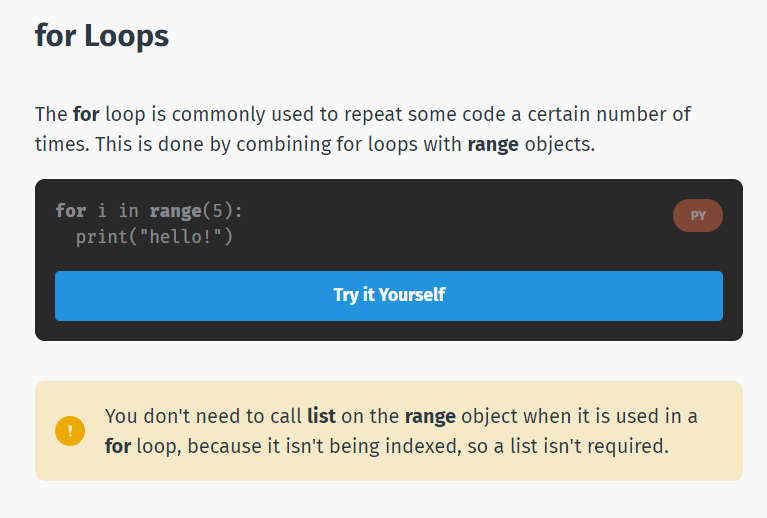 for Loops
The for loop is commonly used to repeat some code a certain number of
times. This is done by combining for loops with range objects.
for i in range(5):
  print("hello!")
PY
Try it Yourself
You don't need to call list on the range object when it is used in a
for loop, because it isn't being indexed, so a list isn't required.